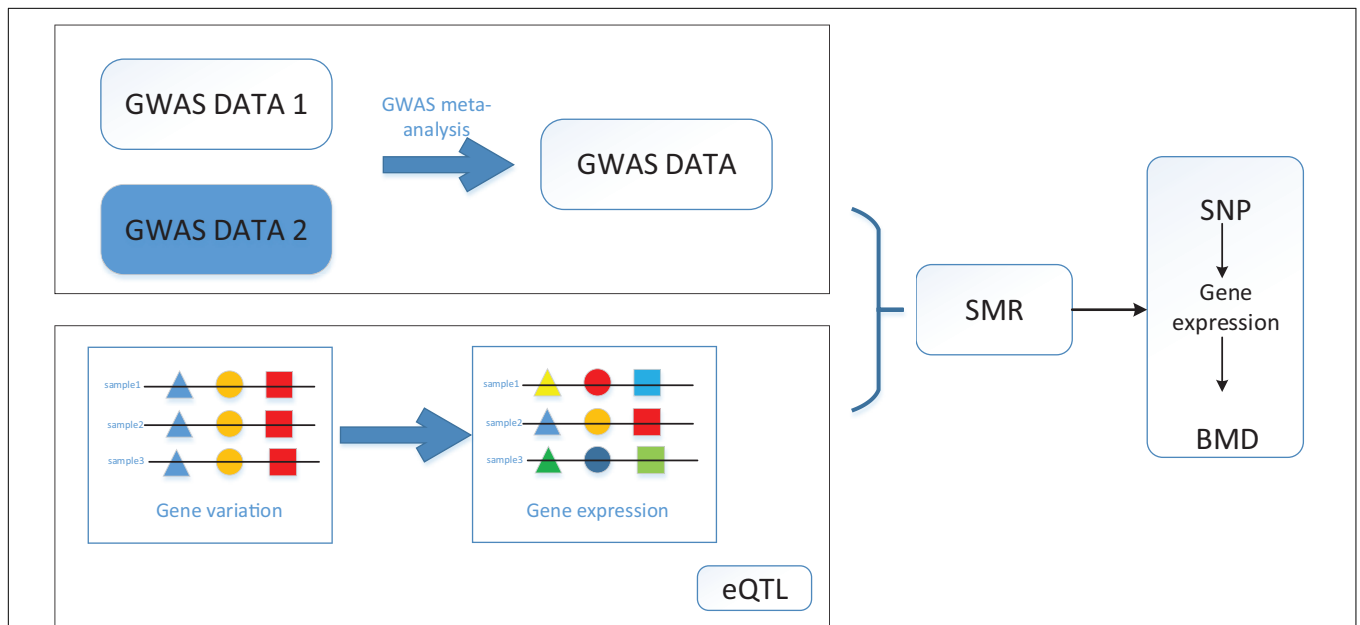 GWAS DATA 1
GWAS meta-
analysis
GWAS DATA
GWAS DATA 2
sample1
sample2
sample3
Gene variation
sample1
sample2
sample3
Gene expression
eQTL
SMR
SNP
Gene
expression
BMD